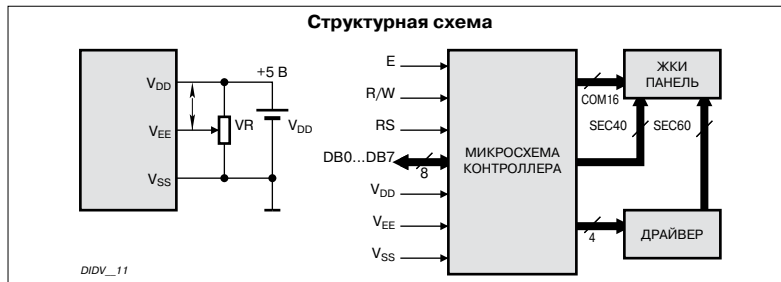 Структурная схема
VDD
+5 В
VEE
VR
VDD
VSS
DIDV__11
E
R/W
RS
DB0...DB7
8
VDD
VEE
VSS
МИКРОСХЕМА
КОНТРОЛЛЕРА
COM16
SEC40
SEC60
4
ЖКИ
ПАНЕЛЬ
ДРАЙВЕР